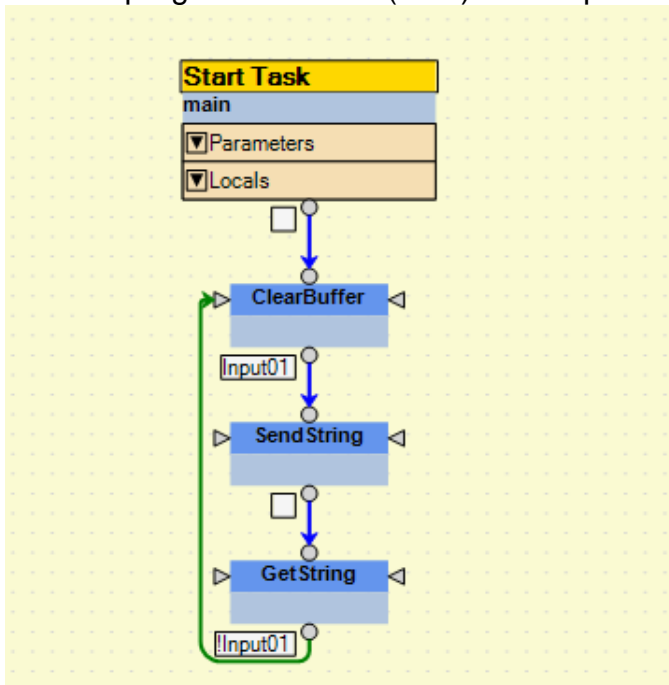 Start Task
main
Parameters
Locals
ClearBuffer
Input01
SendString
GetString
!Input01